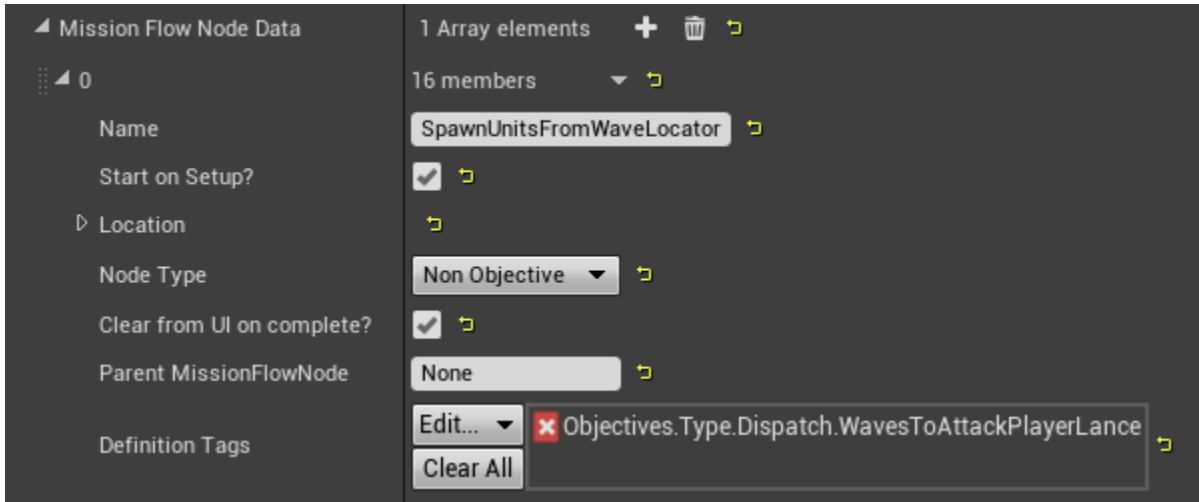 Mission Flow Node Data 1 Array elements
0 16 members
Name SpawnUnitsFromWaveLocator
Start on Setup?
Location
Node Type Non Objective
Clear from UI on complete?
Parent MissionFlowNode None
Definition Tags Edit... Objectives.Type.Dispatch.WavesToAttackPlayerLance
Clear All